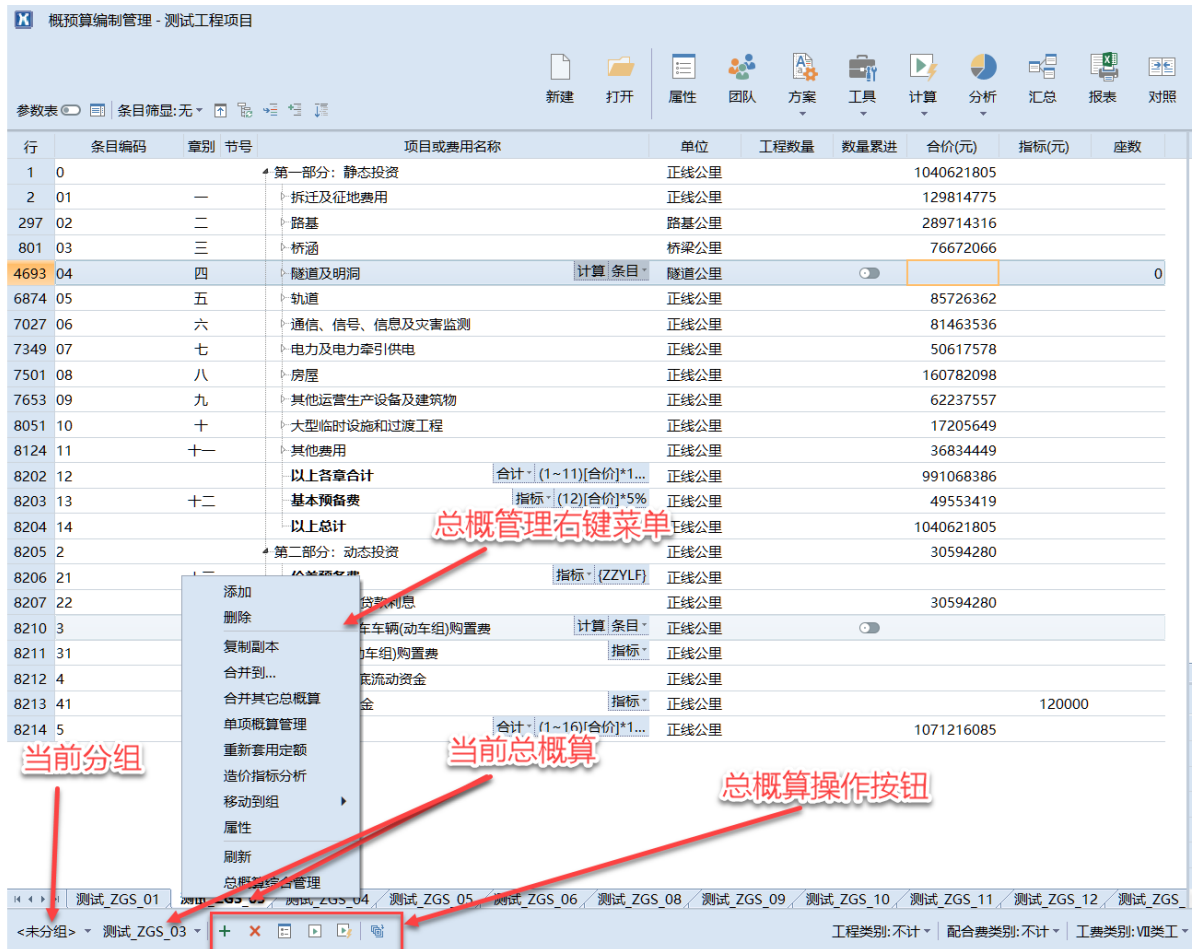 概预算编制管理 - 测试工程项目
新建 打开 属性 团队 方案 工具 计算 分析 汇总 报表 对照
参数表 条目筛显:无
行 条目编码 章别 节号 项目或费用名称 单位 工程数量 数量累进 合价(元) 指标(元) 座数
1 0 第一部分：静态投资 正线公里 1040621805
2 01 一 拆迁及征地费用 正线公里 129814775
297 02 二 路基 路基公里 289714316
801 03 三 桥涵 桥梁公里 76672066
4693 04 四 隧道及明洞 计算 条目 隧道公里 0
6874 05 五 轨道 正线公里 85726362
7027 06 六 通信、信号、信息及灾害监测 正线公里 81463536
7349 07 七 电力及电力牵引供电 正线公里 50617578
7501 08 八 房屋 正线公里 160782098
7653 09 九 其他运营生产设备及建筑物 正线公里 62237557
8051 10 十 大型临时设施和过渡工程 正线公里 17205649
8124 11 十一 其他费用 正线公里 36834449
8202 12 以上各章合计 合计 (1~11)[合价]*1... 正线公里 991068386
8203 13 十二 基本预备费 指标 (12)[合价]*5% 正线公里 49553419
8204 14 以上总计 正线公里 1040621805
总概管理右键菜单
8205 2 第二部分：动态投资 正线公里 30594280
8206 21 指标 {ZZYLF} 正线公里
8207 22 贷款利息 正线公里 30594280
8210 3 车车辆(动车组)购置费 计算 条目 正线公里
8211 31 动车组)购置费 指标 正线公里
8212 4 底流动资金 正线公里
8213 41 金 指标 正线公里 120000
8214 5 合计 (1~16)[合价]*1... 正线公里 1071216085
添加
删除
复制副本
合并到...
合并其它总概算
单项概算管理
重新套用定额
造价指标分析
移动到组
属性
刷新
总概算综合管理
当前分组
当前总概算
总概算操作按钮
测试_ZGS_01 测试_ZGS_03 测试_ZGS_04 测试_ZGS_05 测试_ZGS_06 测试_ZGS_08 测试_ZGS_09 测试_ZGS_10 测试_ZGS_11 测试_ZGS_12 测试_ZGS_
<未分组> 测试_ZGS_03 工程类别:不计 配合费类别:不计 工费类别:Ⅶ类工